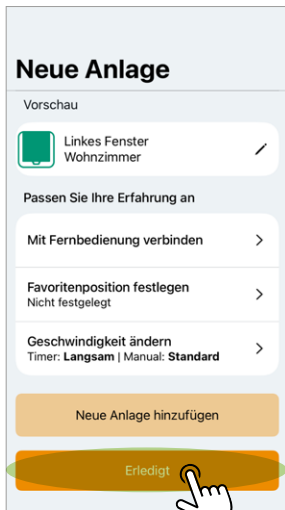 Neue Anlage
Vorschau
Linkes Fenster
Wohnzimmer
Passen Sie Ihre Erfahrung an
Mit Fernbedienung verbinden
Favoritenposition festlegen
Nicht festgelegt
Geschwindigkeit ändern
Timer: Langsam | Manual: Standard
Neue Anlage hinzufügen
Erledigt